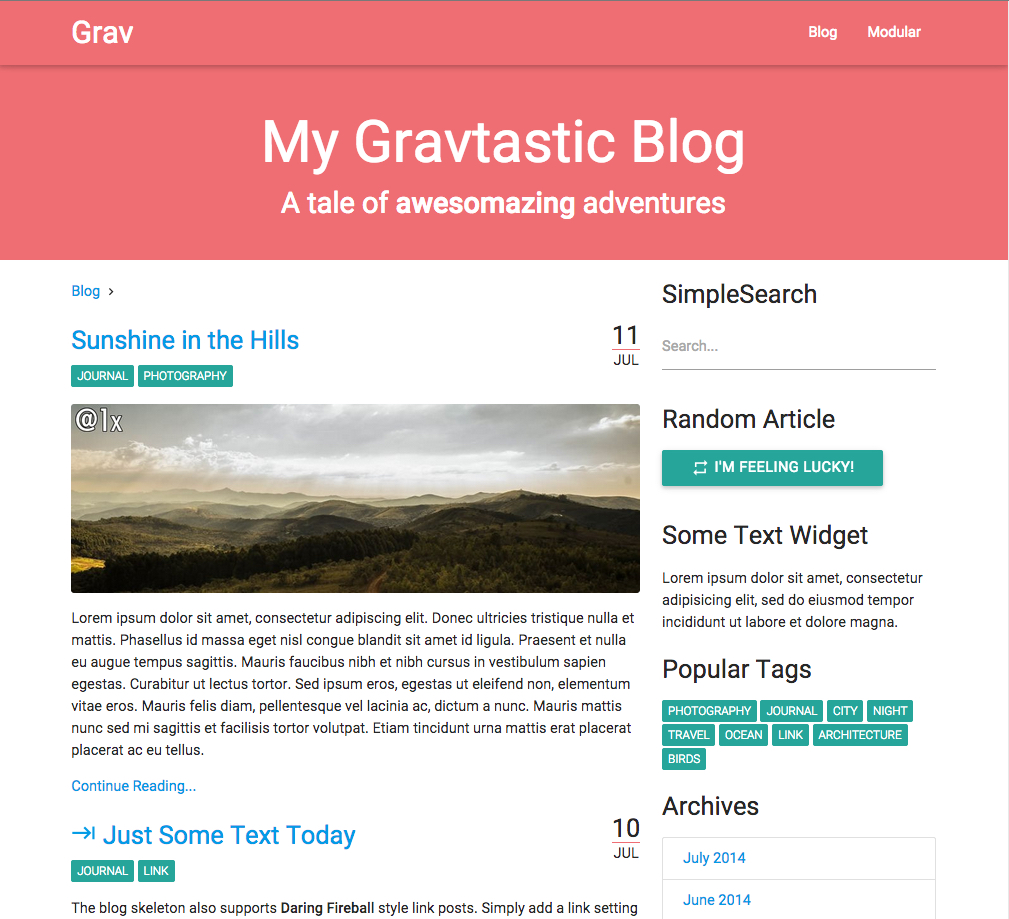 Grav
Blog
Modular
My Gravtastic Blog
A tale of awesomazing adventures
Blog ›
Sunshine in the Hills
11
JUL
JOURNAL
PHOTOGRAPHY
@1x
Lorem ipsum dolor sit amet, consectetur adipiscing elit. Donec ultricies tristique nulla et
mattis. Phasellus id massa eget nisl congue blandit sit amet id ligula. Praesent et nulla
eu augue tempus sagittis. Mauris faucibus nibh et nibh cursus in vestibulum sapien
egestas. Curabitur ut lectus tortor. Sed ipsum eros, egestas ut eleifend non, elementum
vitae eros. Mauris felis diam, pellentesque vel lacinia ac, dictum a nunc. Mauris mattis
nunc sed mi sagittis et facilisis tortor volutpat. Etiam tincidunt urna mattis erat placerat
placerat ac eu tellus.
Continue Reading...
Just Some Text Today
10
JUL
JOURNAL
LINK
The blog skeleton also supports Daring Fireball style link posts. Simply add a link setting
SimpleSearch
Search...
Random Article
I'M FEELING LUCKY!
Some Text Widget
Lorem ipsum dolor sit amet, consectetur
adipisicing elit, sed do eiusmod tempor
incididunt ut labore et dolore magna.
Popular Tags
PHOTOGRAPHY JOURNAL CITY NIGHT
TRAVEL OCEAN LINK ARCHITECTURE
BIRDS
Archives
July 2014
June 2014